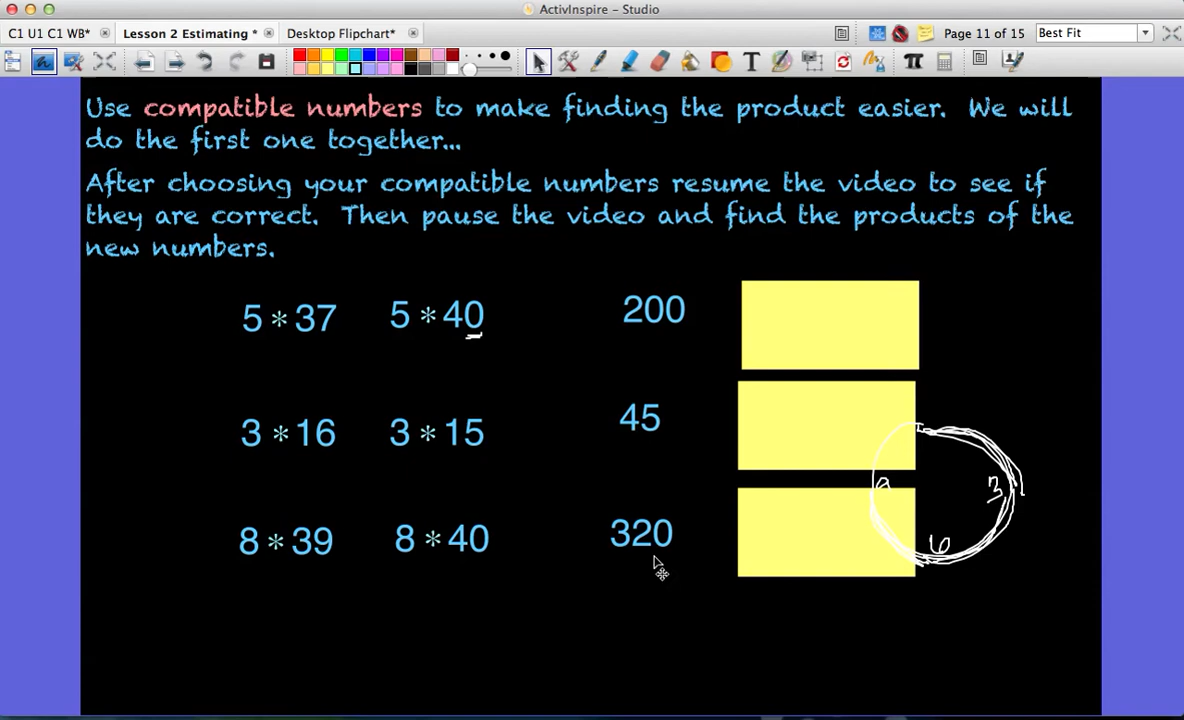 ActivInspire – Studio
C1 U1 C1 WB*
Lesson 2 Estimating *
Desktop Flipchart*
Page 11 of 15
Best Fit
Use compatible numbers to make finding the product easier. We will
do the first one together...
After choosing your compatible numbers resume the video to see if
they are correct. Then pause the video and find the products of the
new numbers.
5 * 37 5 * 40 200
3 * 16 3 * 15 45
3
6
8 * 39 8 * 40 320